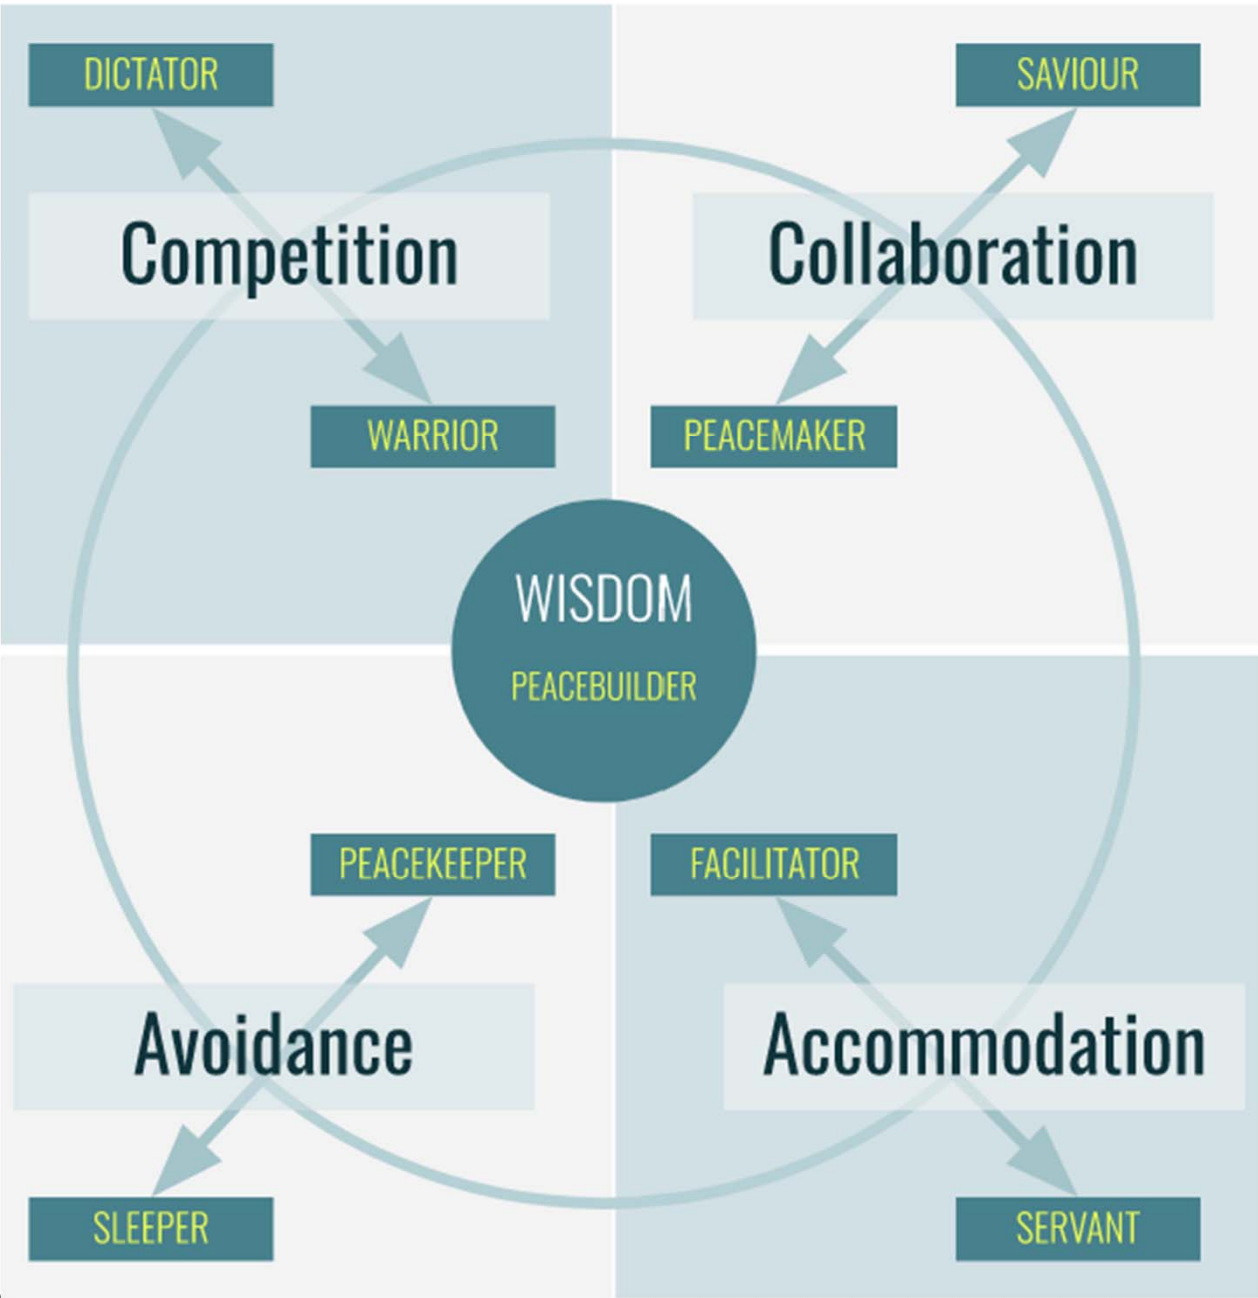 DICTATOR
SAVIOUR
Competition
Collaboration
WARRIOR
PEACEMAKER
WISDOM
PEACEBUILDER
PEACEKEEPER
FACILITATOR
Avoidance
Accommodation
SLEEPER
SERVANT